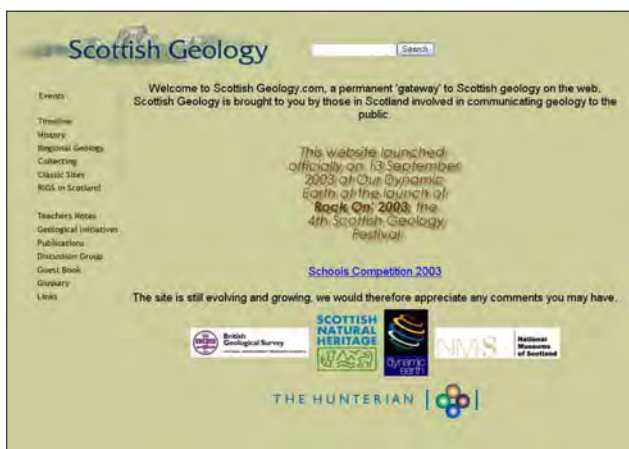 Scottish Geology
Search
Events
Timeline
History
Regional Geology
Collecting
Classic Sites
RIGS in Scotland
Teachers Notes
Geological Initiatives
Publications
Discussion Group
Guest Book
Glossary
Links
Welcome to Scottish Geology.com, a permanent 'gateway' to Scottish geology on the web.
Scottish Geology is brought to you by those in Scotland involved in communicating geology to the
public.
This website launched
officially on 13 September
2003 at Our Dynamic
Earth at the launch of
'Rock On' 2003, the
4th Scottish Geology
Festival
Schools Competition 2003
The site is still evolving and growing, we would therefore appreciate any comments you may have.
British
Geological Survey
SCOTTISH
NATURAL
HERITAGE
dynamic
earth
NMS
National
Museums
of Scotland
THE HUNTERIAN